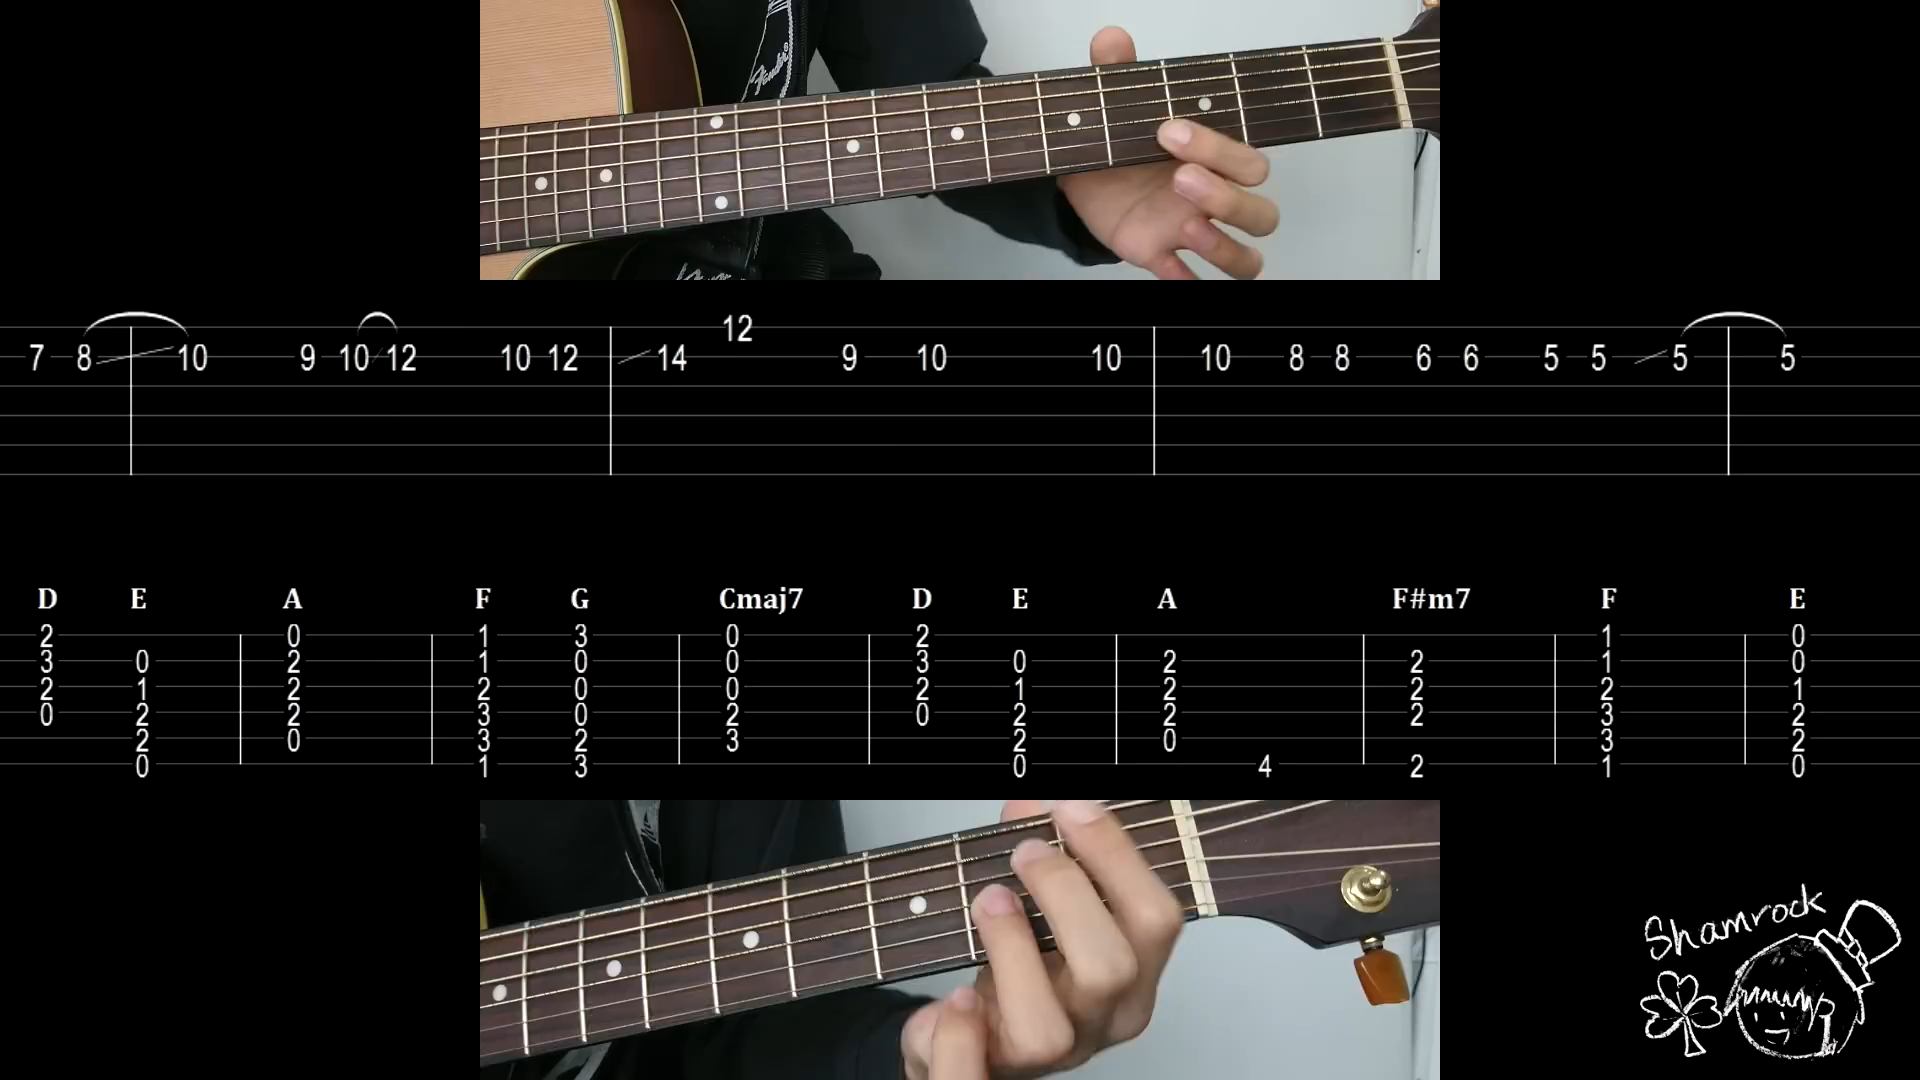 Fender
12
7 8 10 9 10 12 10 12 14 9 10 10 10 8 8 6 6 5 5 5 5
D E A F G Cmaj7 D E A F#m7 F E
2 0 1 3 0 2 1 0
3 0 2 1 0 0 3 0 2 2 1 0
2 1 2 2 0 0 2 1 2 2 2 1
0 2 2 3 0 2 0 2 2 2 3 2
2 0 3 2 3 2 0 3 2
0 1 3 0 4 2 1 0
Shamrock